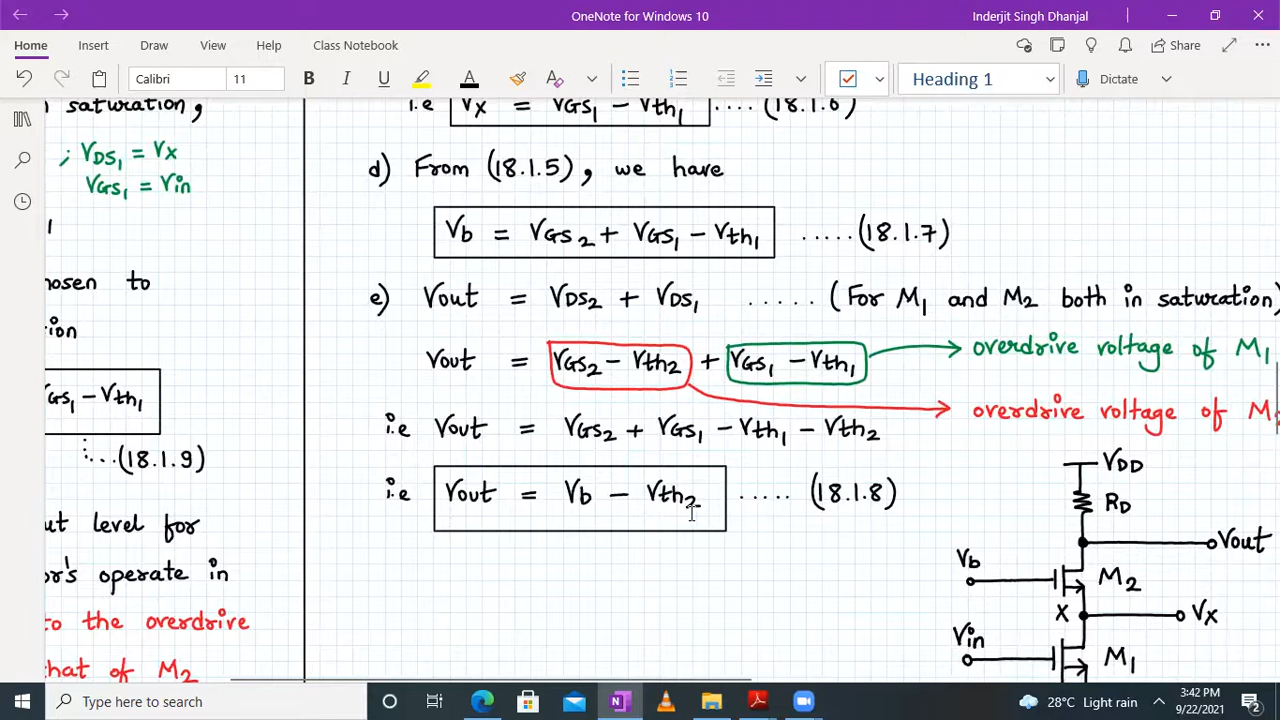 OneNote for Windows 10
Inderjit Singh Dhanjal
Home Insert Draw View Help Class Notebook Share
Calibri 11 B I U A Heading 1 Dictate
saturation,
; VDS1 = Vx
VGS1 = Vin
hosen to
VGS1 - Vth1
....(18.1.9)
ut level for
or's operate in
to the overdrive
that of M2
i.e Vx = VGS1 - Vth1 ....(18.1.6)
d) From (18.1.5), we have
Vb = VGS2 + VGS1 - Vth1 .....(18.1.7)
e) Vout = VDS2 + VDS1 .....(For M1 and M2 both in saturation)
Vout = VGS2 - Vth2 + VGS1 - Vth1
overdrive voltage of M1
overdrive voltage of M
i.e Vout = VGS2 + VGS1 - Vth1 - Vth2
i.e Vout = Vb - Vth2 .....(18.1.8)
VDD
RD
Vout
Vb
M2
X
Vx
Vin
M1
Type here to search
28°C Light rain
3:42 PM
9/22/2021
2